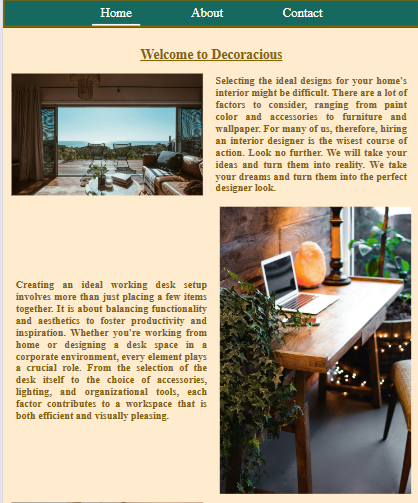 Home About Contact
Welcome to Decoracious
Selecting the ideal designs for your home's
interior might be difficult. There are a lot of
factors to consider, ranging from paint
color and accessories to furniture and
wallpaper. For many of us, therefore, hiring
an interior designer is the wisest course of
action. Look no further. We will take your
ideas and turn them into reality. We take
your dreams and turn them into the perfect
designer look.
Creating an ideal working desk setup
involves more than just placing a few items
together. It is about balancing functionality
and aesthetics to foster productivity and
inspiration. Whether you're working from
home or designing a desk space in a
corporate environment, every element plays
a crucial role. From the selection of the
desk itself to the choice of accessories,
lighting, and organizational tools, each
factor contributes to a workspace that is
both efficient and visually pleasing.